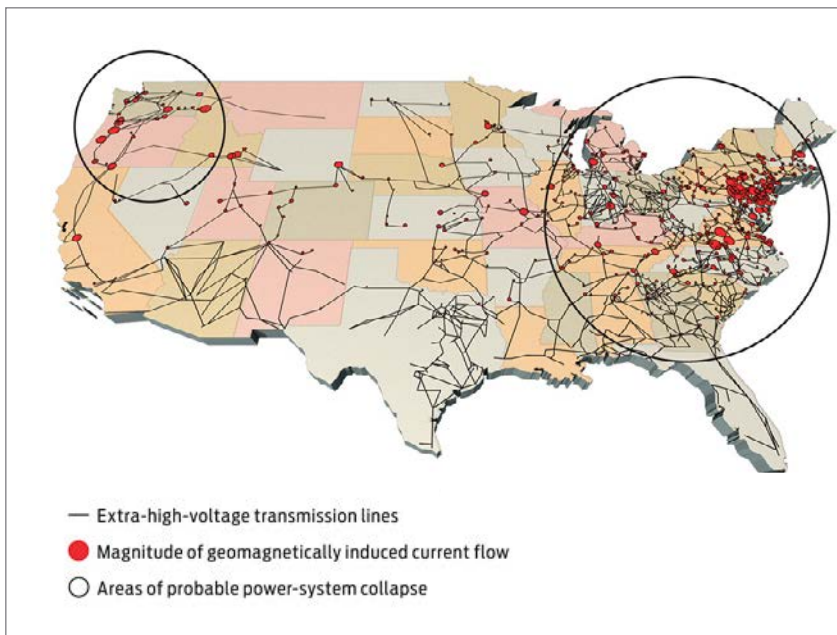 Extra-high-voltage transmission lines
Magnitude of geomagnetically induced current flow
Areas of probable power-system collapse